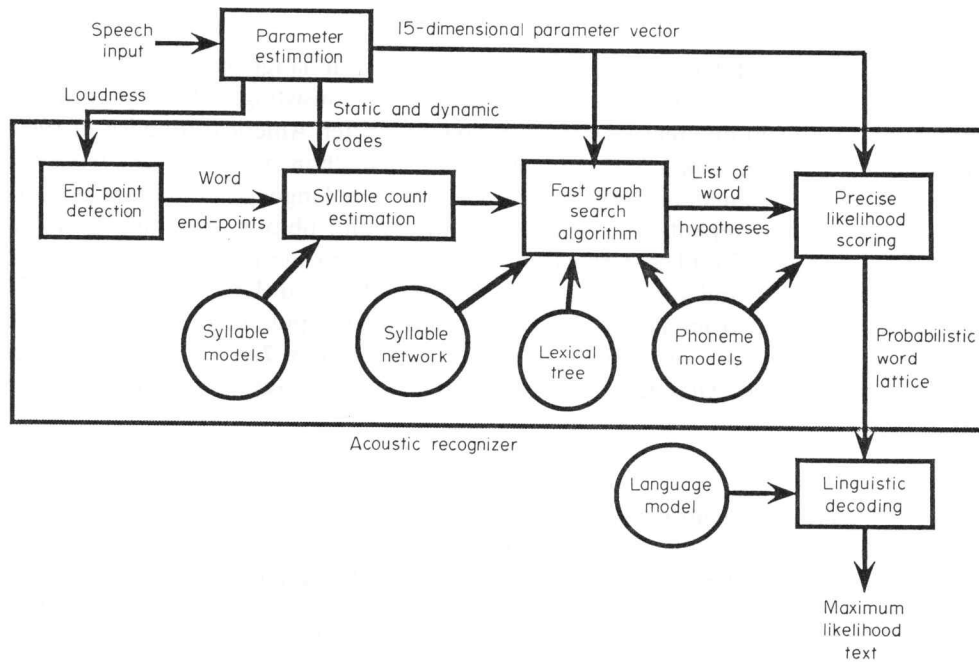 Speech
input
Parameter
estimation
15-dimensional parameter vector
Loudness
Static and dynamic
codes
End-point
detection
Word
end-points
Syllable count
estimation
Fast graph
search
algorithm
List of
word
hypotheses
Precise
likelihood
scoring
Syllable
models
Syllable
network
Lexical
tree
Phoneme
models
Probabilistic
word
lattice
Acoustic recognizer
Language
model
Linguistic
decoding
Maximum
likelihood
text